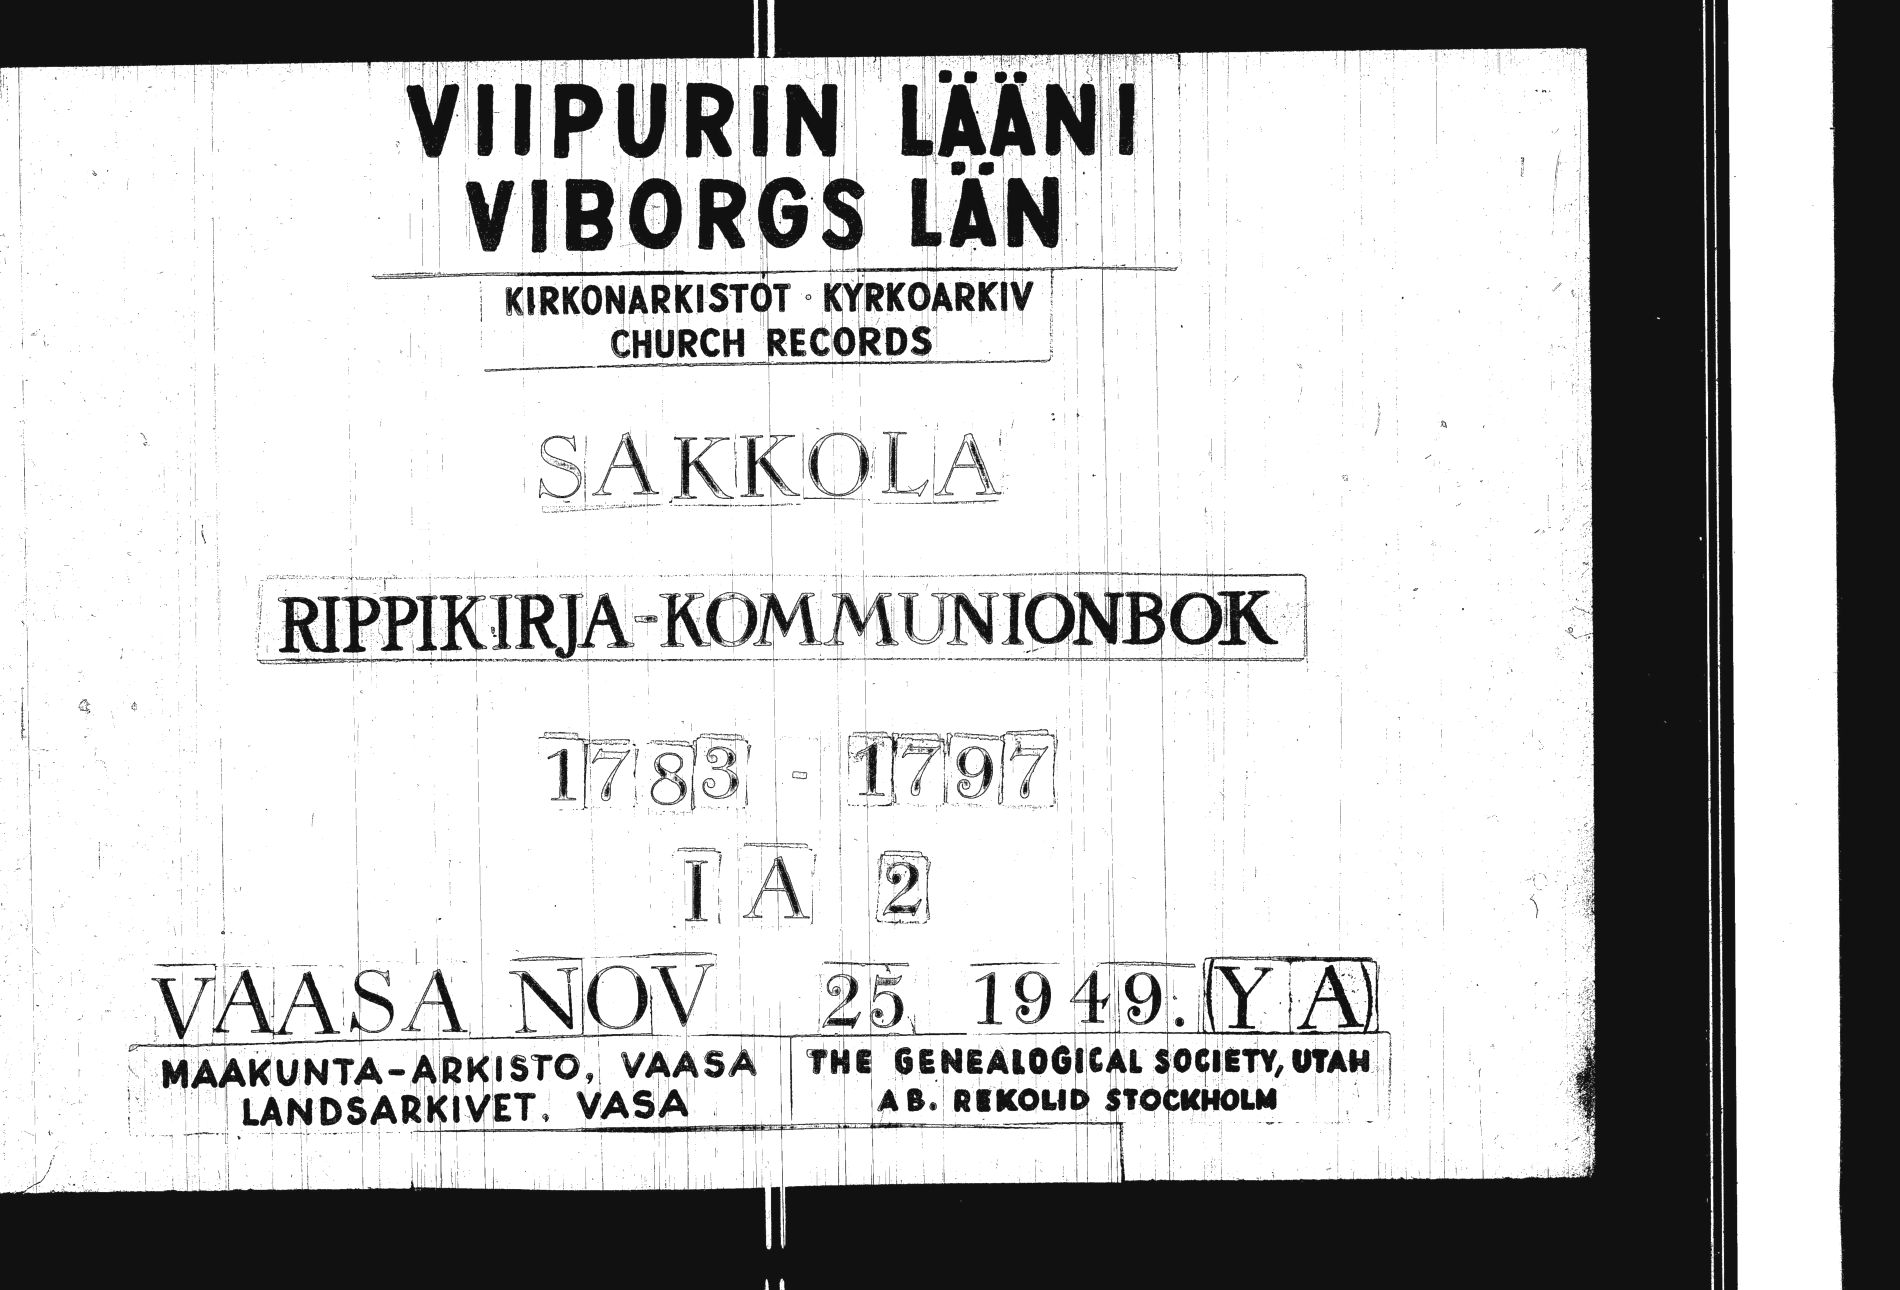 VIIPURIN LÄÄNI
VIBORGS LÄN
KIRKONARKISTOT ◦ KYRKOARKIV
CHURCH RECORDS
SAKKOLA
RIPPIKIRJA-KOMMUNIONBOK
1783 - 1797
I A 2
VAASA NOV 25 1949. (Y A)
MAAKUNTA-ARKISTO, VAASA
LANDSARKIVET, VASA
THE GENEALOGICAL SOCIETY, UTAH
AB. REKOLID STOCKHOLM